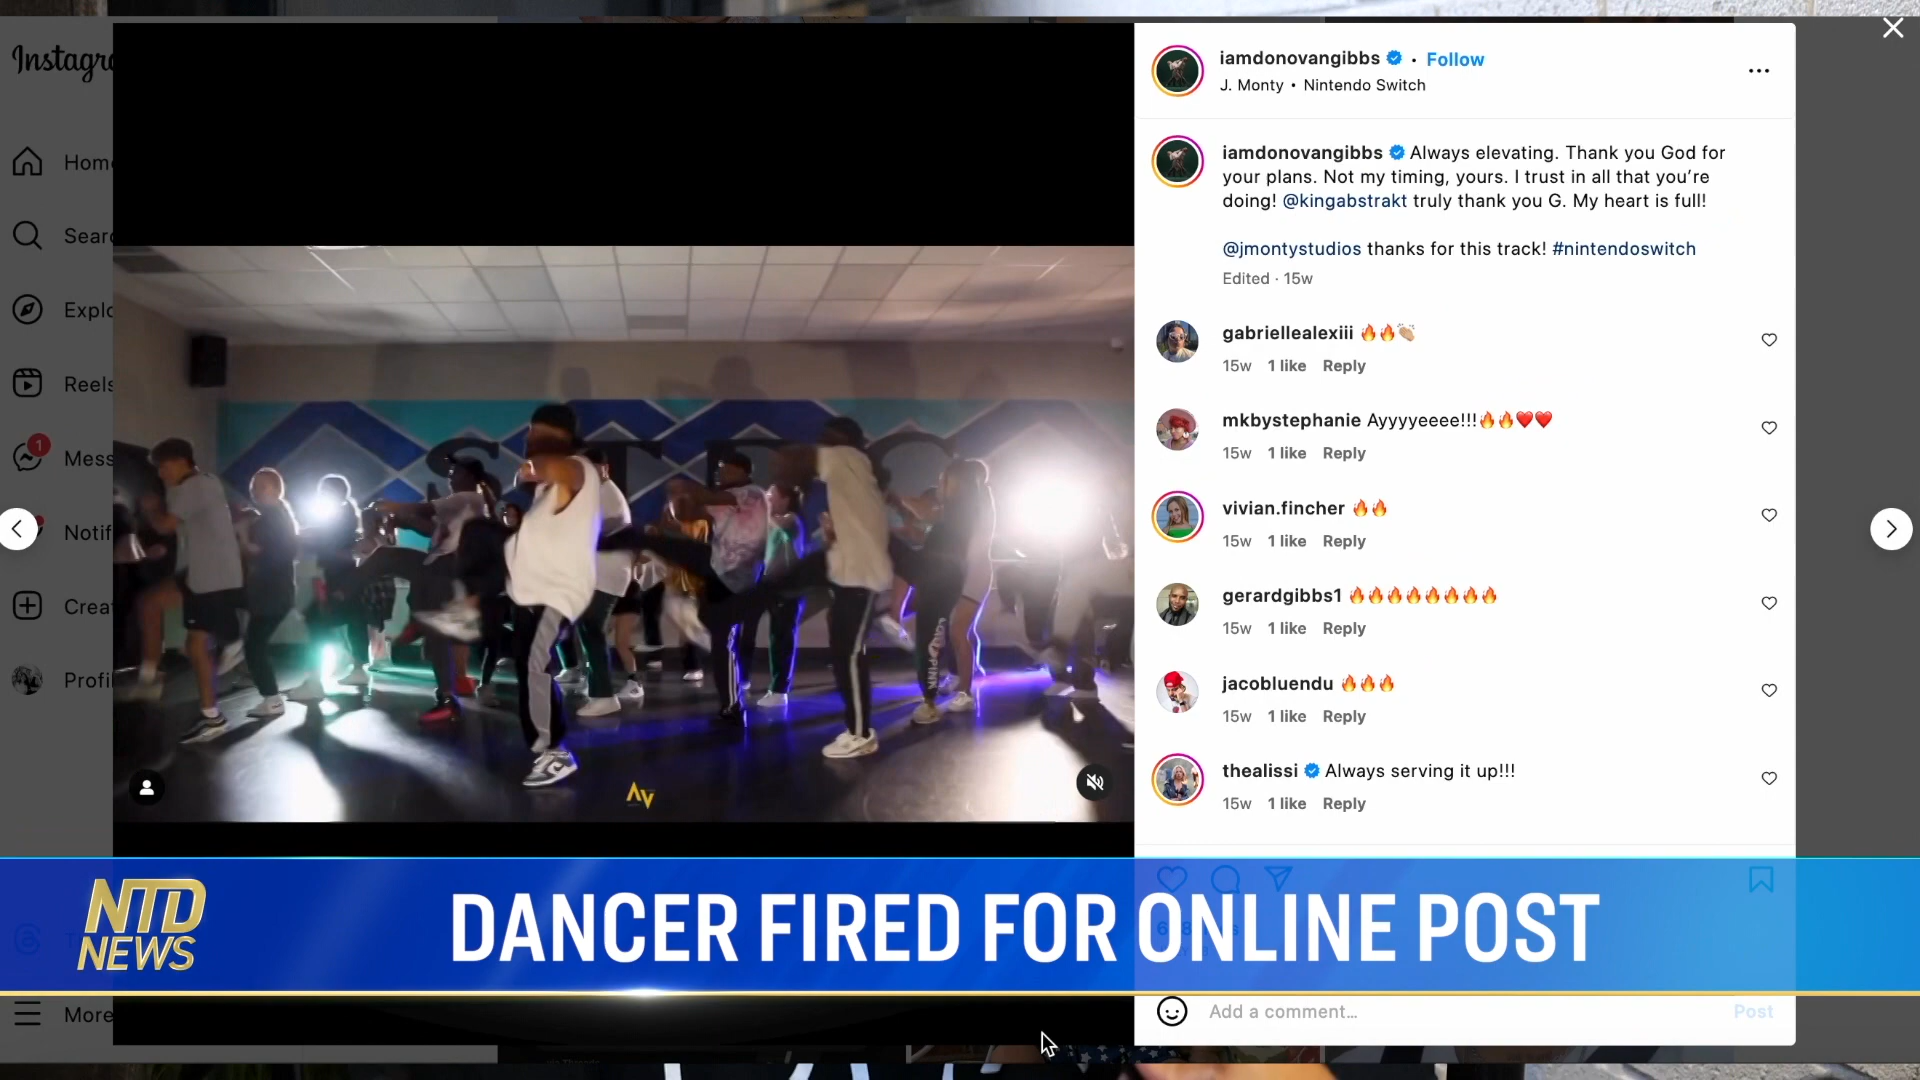 Instagr
Home
Sear
Explo
Reels
1
Mess
Notif
Crea
Profi
More
iamdonovangibbs • Follow
J. Monty • Nintendo Switch
iamdonovangibbs Always elevating. Thank you God for
your plans. Not my timing, yours. I trust in all that you’re
doing! @kingabstrakt truly thank you G. My heart is full!
@jmontystudios thanks for this track! #nintendoswitch
Edited · 15w
gabriellealexiii 🔥🔥👏🏼
15w 1 like Reply
mkbystephanie Ayyyyeeee!!!🔥🔥❤️❤️
15w 1 like Reply
vivian.fincher 🔥🔥
15w 1 like Reply
gerardgibbs1 🔥🔥🔥🔥🔥🔥🔥🔥
15w 1 like Reply
jacobluendu 🔥🔥🔥
15w 1 like Reply
thealissi Always serving it up!!!
15w 1 like Reply
AV
NTD
NEWS
DANCER FIRED FOR ONLINE POST
Add a comment…
Post